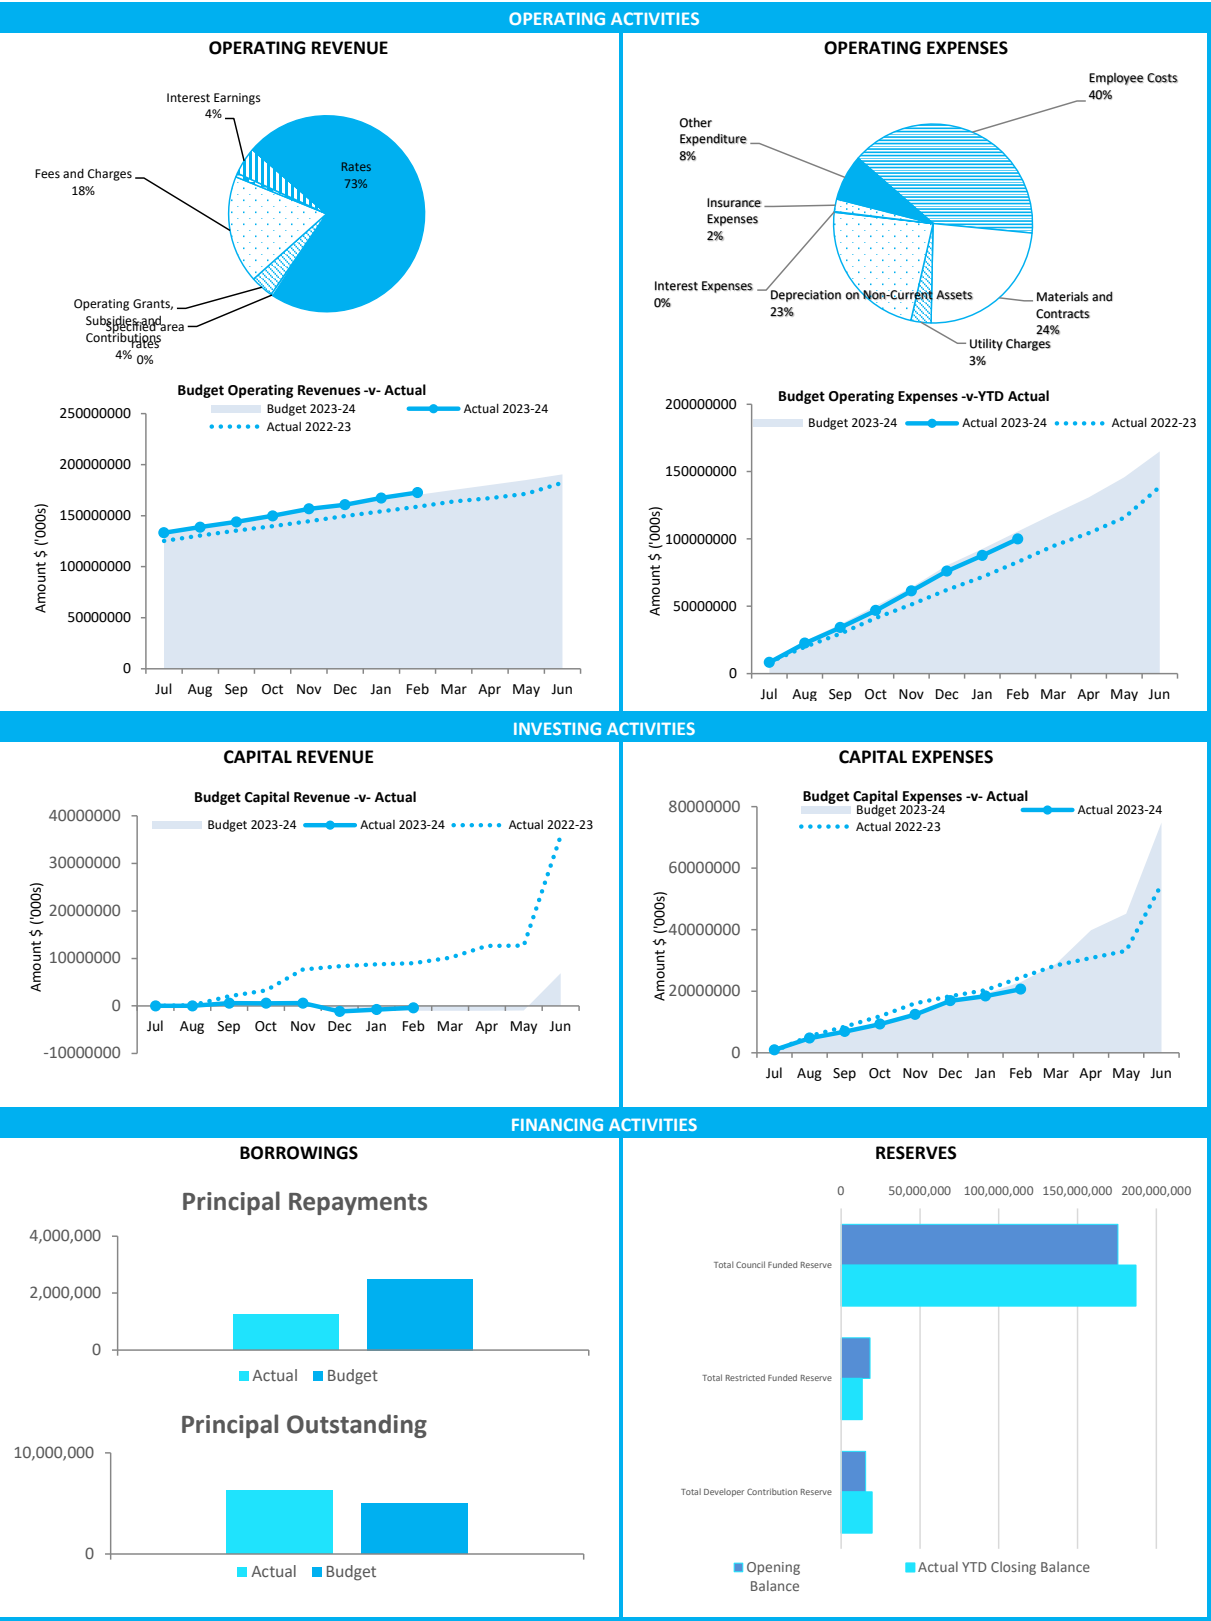 OPERATING ACTIVITIES
OPERATING REVENUE
Interest Earnings
4%
Rates
73%
Fees and Charges
18%
Operating Grants,
Subsidies and
Contributions
4%
Specified area
rates
0%
Budget Operating Revenues -v- Actual
Budget 2023-24
Actual 2023-24
Actual 2022-23
Amount $ ('000s)
250000000
200000000
150000000
100000000
50000000
0
Jul Aug Sep Oct Nov Dec Jan Feb Mar Apr May Jun
OPERATING EXPENSES
Employee Costs
40%
Other
Expenditure
8%
Insurance
Expenses
2%
Interest Expenses
0%
Depreciation on Non-Current Assets
23%
Materials and
Contracts
24%
Utility Charges
3%
Budget Operating Expenses -v-YTD Actual
Budget 2023-24
Actual 2023-24
Actual 2022-23
Amount $ ('000s)
200000000
150000000
100000000
50000000
0
Jul Aug Sep Oct Nov Dec Jan Feb Mar Apr May Jun
INVESTING ACTIVITIES
CAPITAL REVENUE
Budget Capital Revenue -v- Actual
Budget 2023-24
Actual 2023-24
Actual 2022-23
Amount $ ('000s)
40000000
30000000
20000000
10000000
0
-10000000
Jul Aug Sep Oct Nov Dec Jan Feb Mar Apr May Jun
CAPITAL EXPENSES
Budget Capital Expenses -v- Actual
Budget 2023-24
Actual 2023-24
Actual 2022-23
Amount $ ('000s)
80000000
60000000
40000000
20000000
0
Jul Aug Sep Oct Nov Dec Jan Feb Mar Apr May Jun
FINANCING ACTIVITIES
BORROWINGS
Principal Repayments
4,000,000
2,000,000
0
Actual
Budget
Principal Outstanding
10,000,000
0
Actual
Budget
RESERVES
0 50,000,000 100,000,000 150,000,000 200,000,000
Total Council Funded Reserve
Total Restricted Funded Reserve
Total Developer Contribution Reserve
Opening
Balance
Actual YTD Closing Balance